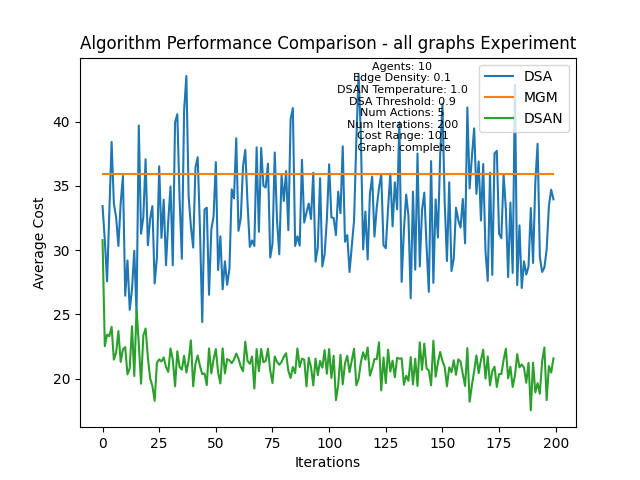 Algorithm Performance Comparison - all graphs Experiment
Agents: 10
Edge Density: 0.1
DSAN Temperature: 1.0
DSA Threshold: 0.9
Num Actions: 5
Num Iterations: 200
Cost Range: 101
Graph: complete
DSA
MGM
DSAN
Average Cost
40
35
30
25
20
0
25
50
75
100
125
150
175
200
Iterations